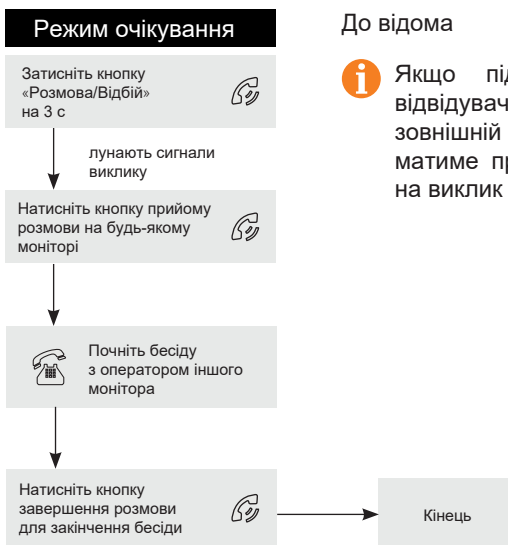 Режим очікування
Затисніть кнопку
«Розмова/Відбій»
на 3 с
лунають сигнали
виклику
Натисніть кнопку прийому
розмови на будь-якому
моніторі
Почніть бесіду
з оператором іншого
монітора
Натисніть кнопку
завершення розмови
для закінчення бесіди
Кінець
До відома
Якщо
зовнішній
матиме
на виклик